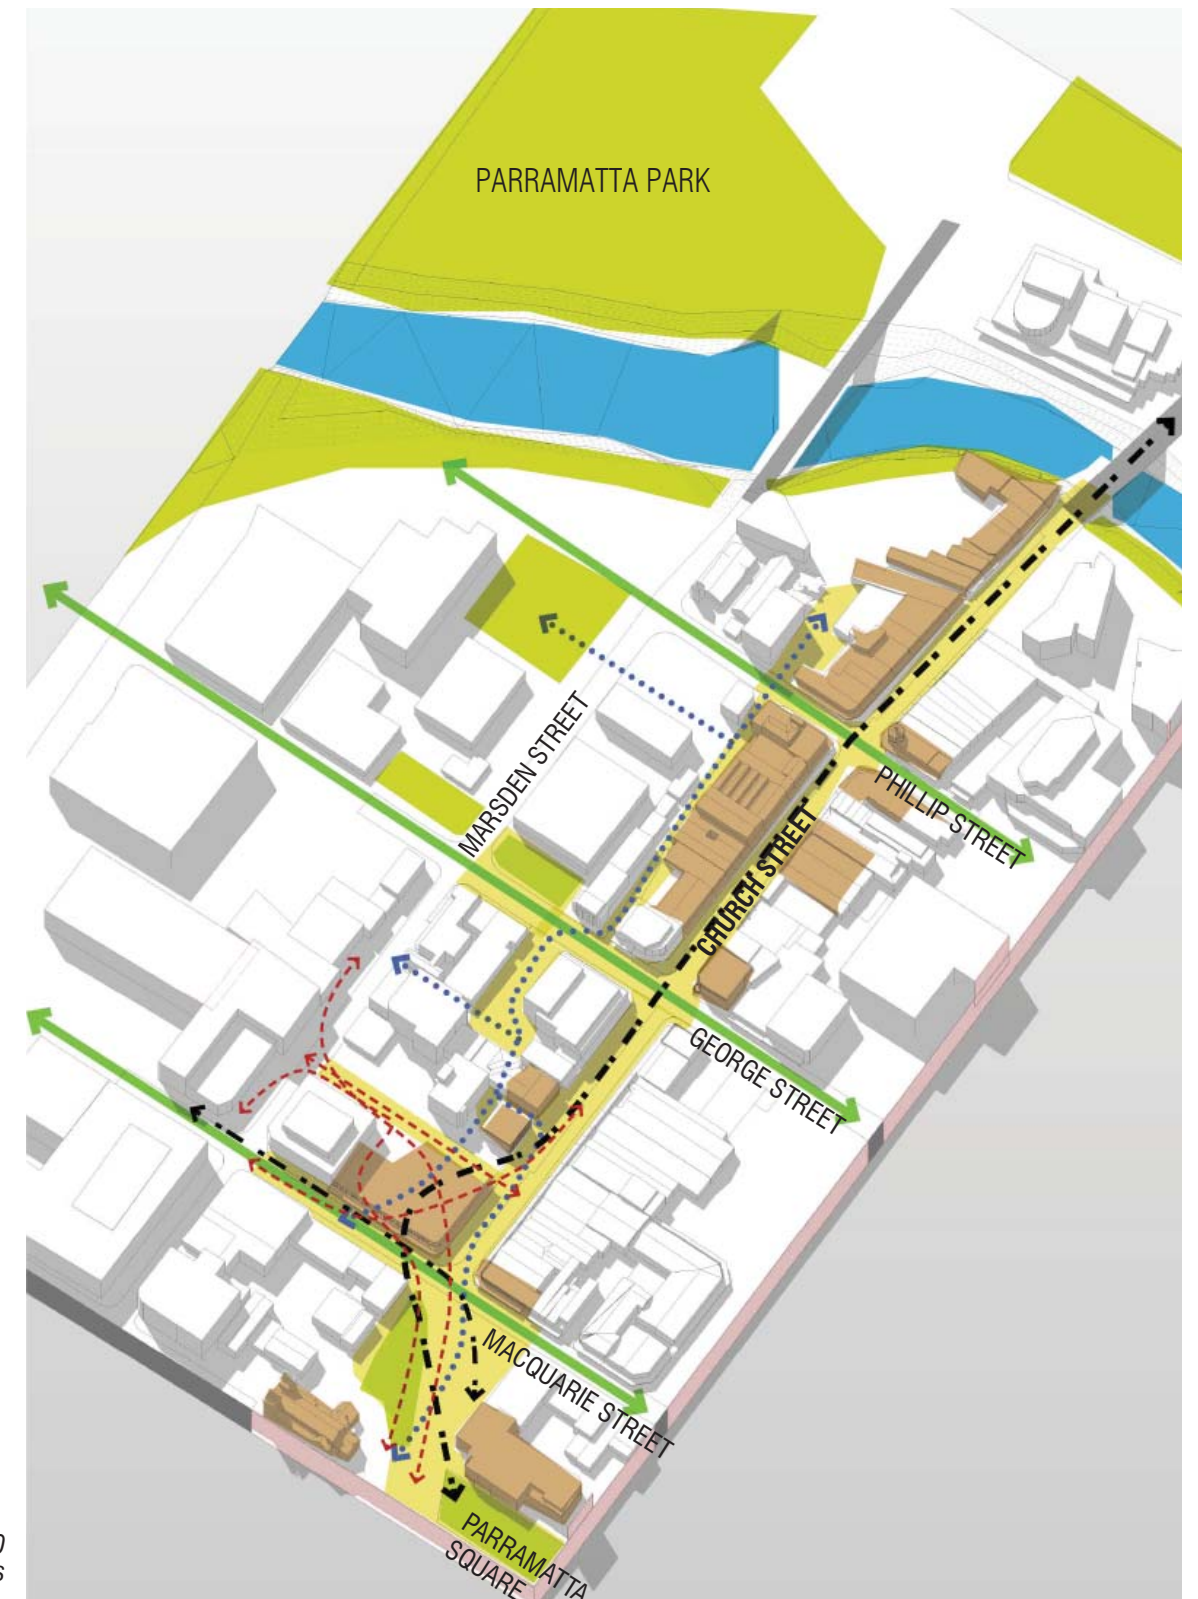 PARRAMATTA PARK
MARSDEN STREET
PHILLIP STREET
CHURCH STREET
GEORGE STREET
MACQUARIE STREET
PARRAMATTA
SQUARE